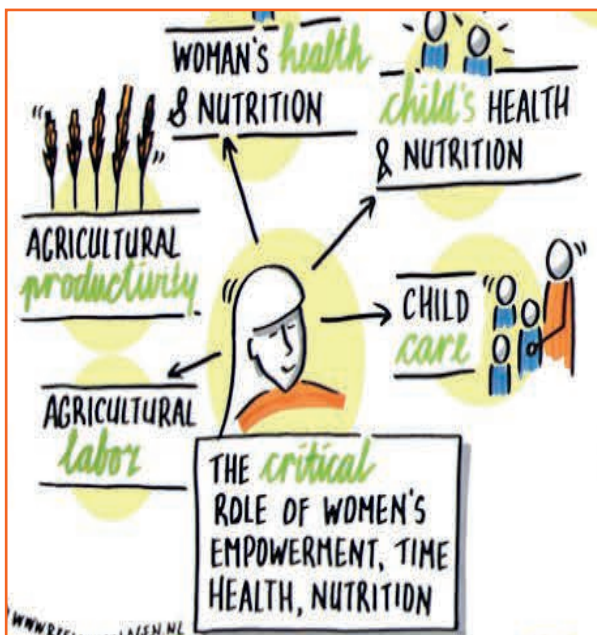 WOMAN'S health
& NUTRITION
child's HEALTH
& NUTRITION
AGRICULTURAL
productivity
CHILD
care
AGRICULTURAL
labor
THE critical
ROLE OF WOMEN'S
EMPOWERMENT, TIME
HEALTH, NUTRITION